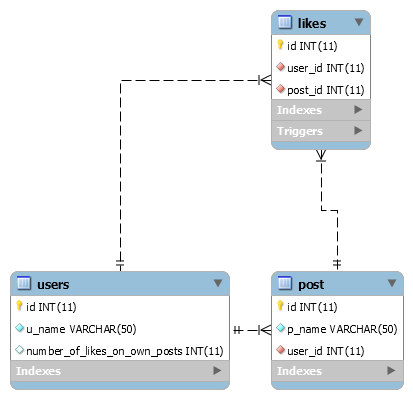 likes
id INT(11)
user_id INT(11)
post_id INT(11)
Indexes
Triggers
users
id INT(11)
u_name VARCHAR(50)
number_of_likes_on_own_posts INT(11)
Indexes
post
id INT(11)
p_name VARCHAR(50)
user_id INT(11)
Indexes